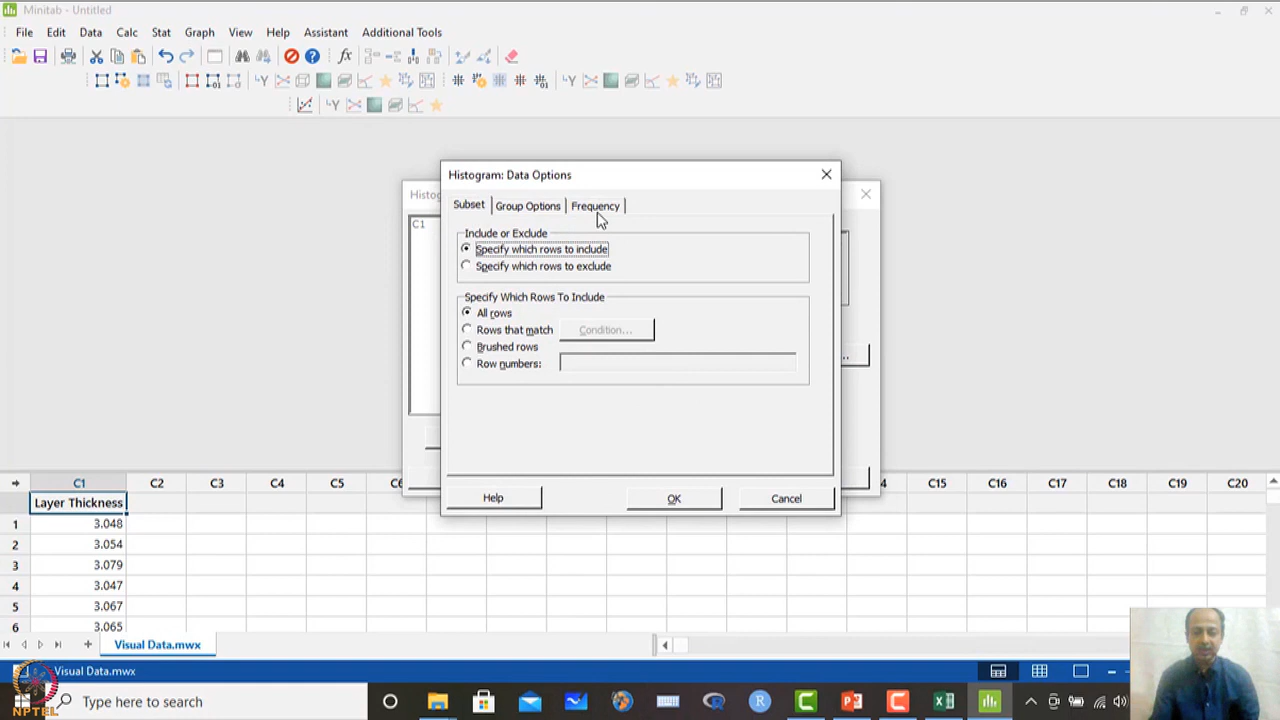 Minitab - Untitled
File Edit Data Calc Stat Graph View Help Assistant Additional Tools
Histogram: Data Options
Subset Group Options Frequency
C1
Include or Exclude
Specify which rows to include
Specify which rows to exclude
Specify Which Rows To Include
All rows
Rows that match Condition...
Brushed rows
Row numbers:
Help OK Cancel
C1 C2 C3 C4 C5 C16 C17 C18 C19 C20
Layer Thickness
1 3.048
2 3.054
3 3.079
4 3.047
5 3.067
6 3.065
Visual Data.mwx
Visual Data.mwx
Type here to search
NPTEL